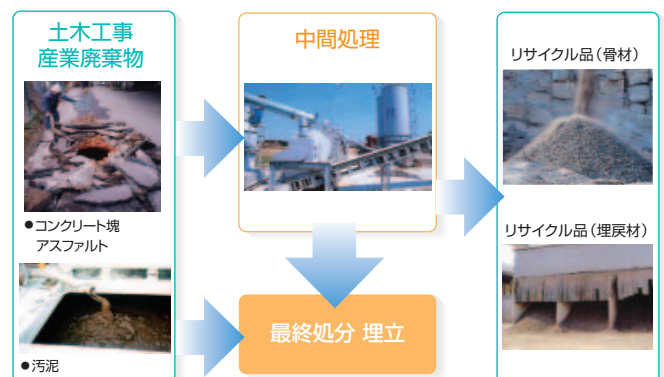 土木工事
産業廃棄物
●コンクリート塊
アスファルト
●汚泥
中間処理
最終処分 埋立
リサイクル品(骨材)
リサイクル品(埋戻材)